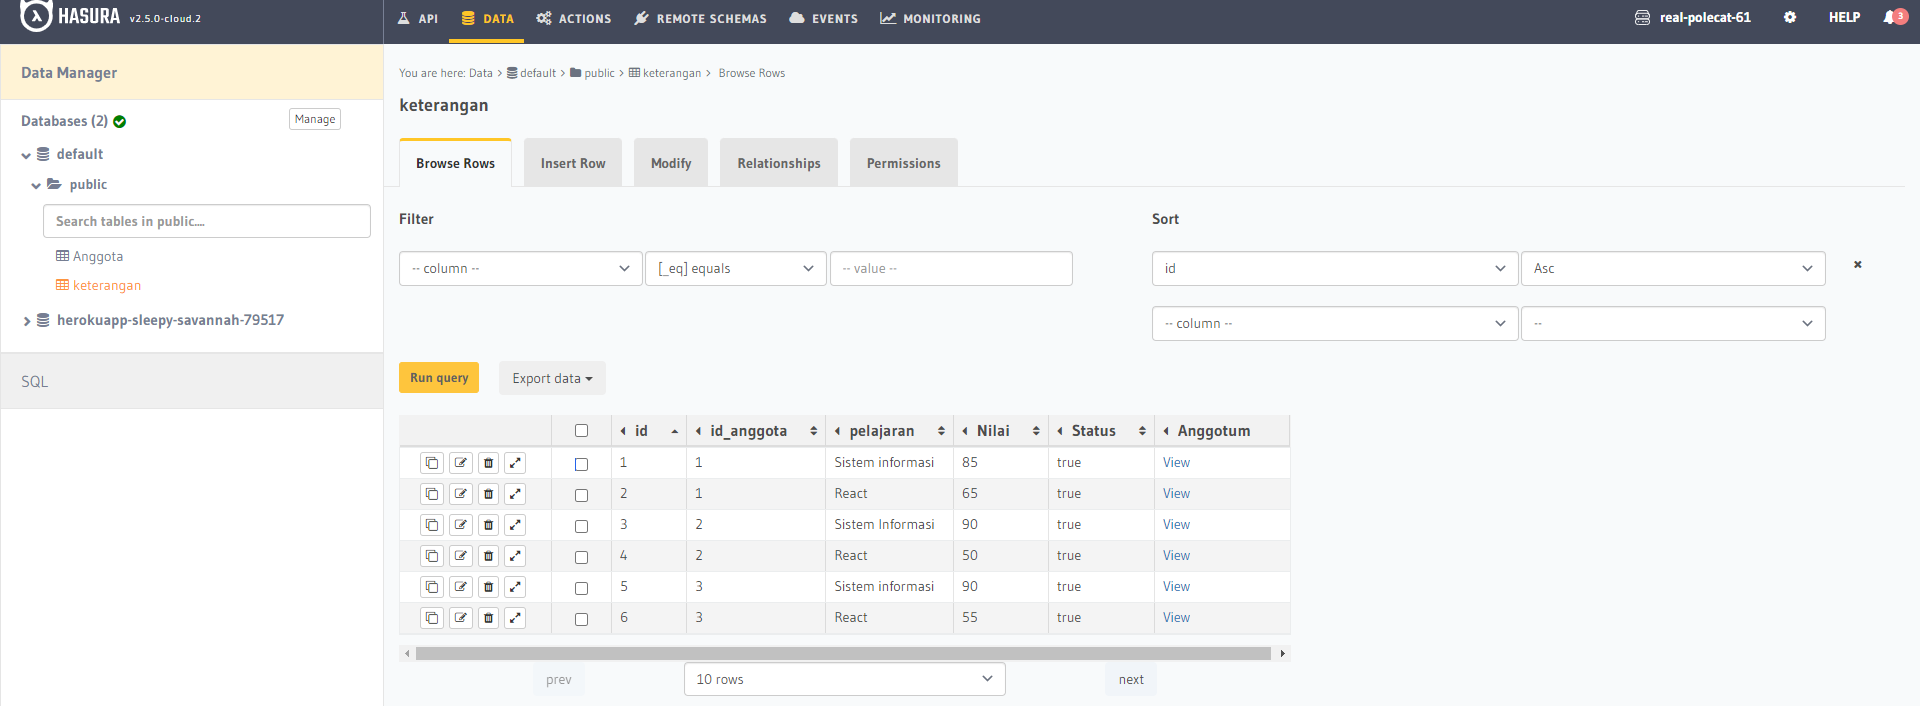 HASURA v2.5.0-cloud.2 API DATA ACTIONS REMOTE SCHEMAS EVENTS MONITORING real-polecat-61 HELP 3
Data Manager
You are here: Data > default > public > keterangan > Browse Rows
keterangan
Databases (2) Manage
default
public
Search tables in public....
Anggota
keterangan
herokuapp-sleepy-savannah-79517
SQL
Browse Rows Insert Row Modify Relationships Permissions
Filter Sort
-- column -- [_eq] equals -- value -- id Asc
-- column -- --
Run query Export data
id id_anggota pelajaran Nilai Status Anggotum
1 1 Sistem informasi 85 true View
2 1 React 65 true View
3 2 Sistem Informasi 90 true View
4 2 React 50 true View
5 3 Sistem informasi 90 true View
6 3 React 55 true View
prev 10 rows next